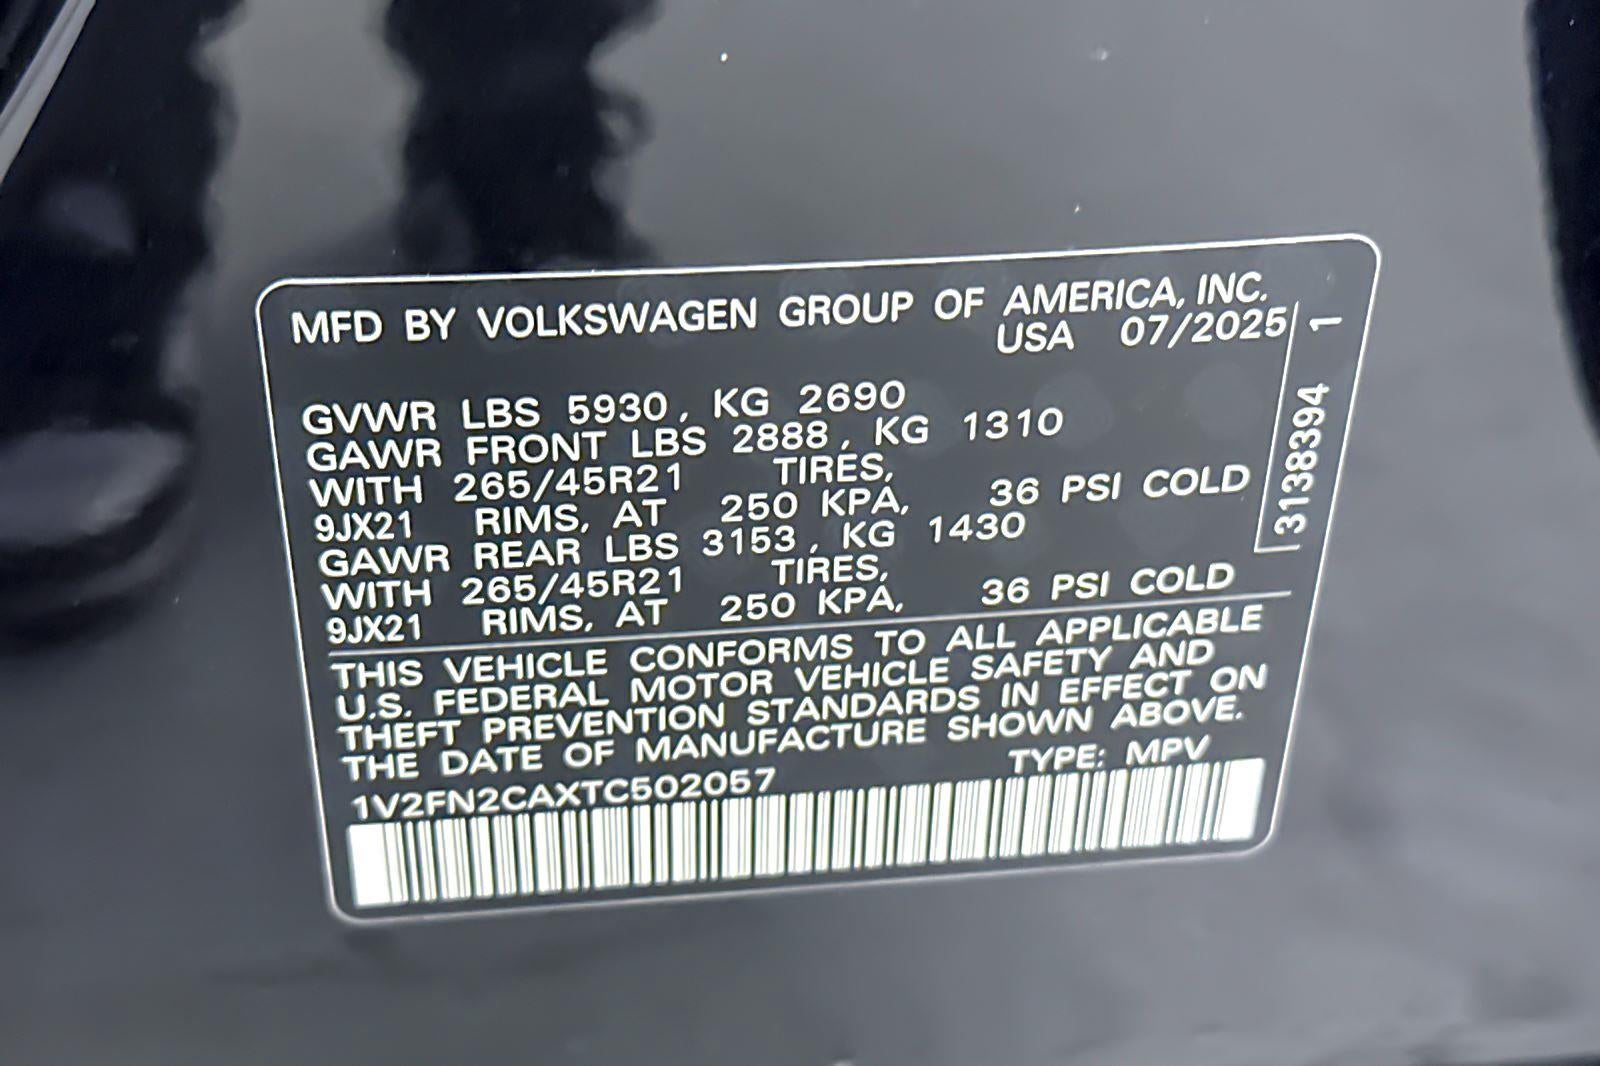 MFD BY VOLKSWAGEN GROUP OF AMERICA, INC.
USA 07/2025
GVWR LBS 5930, KG 2690
GAWR FRONT LBS 2888, KG 1310
WITH 265/45R21 TIRES,
9JX21 RIMS, AT 250 KPA, 36 PSI COLD
GAWR REAR LBS 3153, KG 1430
WITH 265/45R21 TIRES,
9JX21 RIMS, AT 250 KPA, 36 PSI COLD
THIS VEHICLE CONFORMS TO ALL APPLICABLE
U.S. FEDERAL MOTOR VEHICLE SAFETY AND
THEFT PREVENTION STANDARDS IN EFFECT ON
THE DATE OF MANUFACTURE SHOWN ABOVE.
1V2FN2CAXTC502057 TYPE: MPV
3138394 1